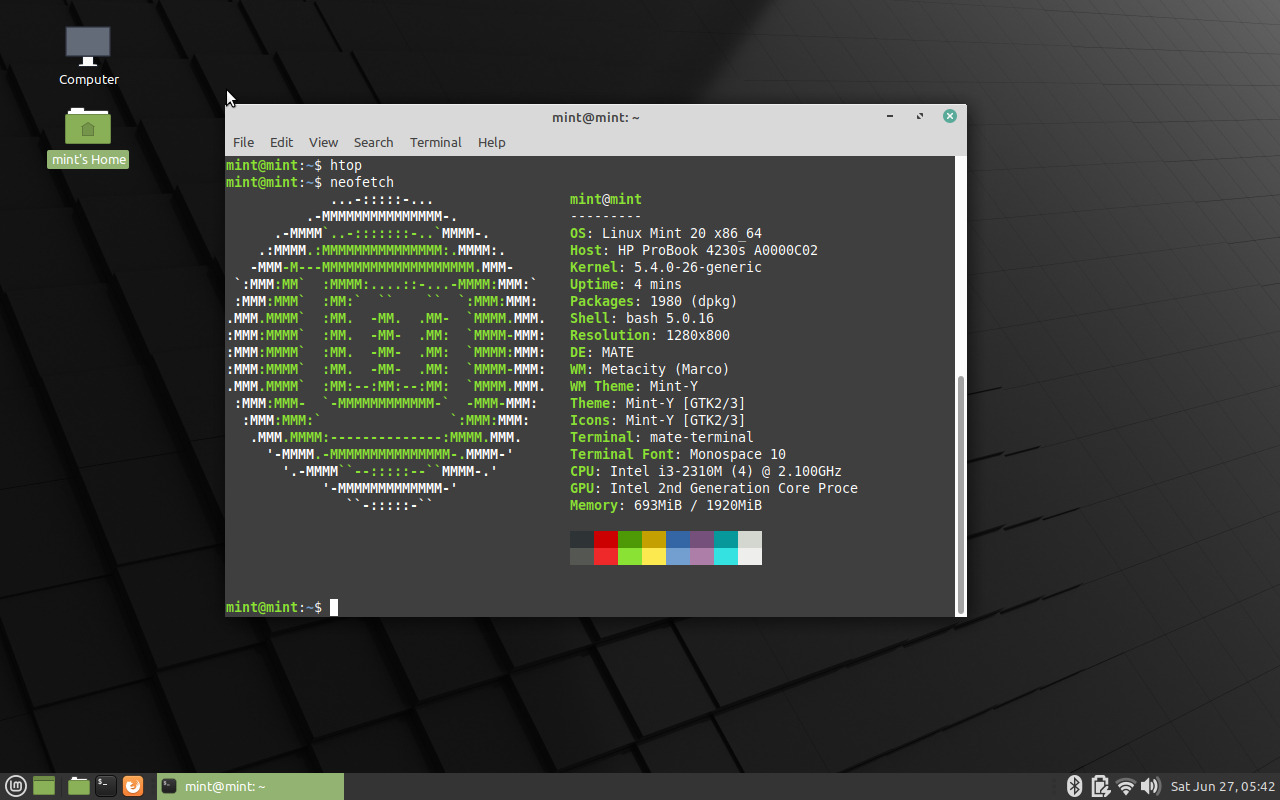 Computer
mint's Home
mint@mint: ~
File Edit View Search Terminal Help
mint@mint:~$ htop
mint@mint:~$ neofetch
...-:::::-... mint@mint
.-MMMMMMMMMMMMMMM-. ---------
.-MMMM`..-:::::::-..`MMMM-. OS: Linux Mint 20 x86_64
.:MMMM.:MMMMMMMMMMMMMMM:.MMMM:. Host: HP ProBook 4230s A0000C02
-MMM-M---MMMMMMMMMMMMMMMMMMM.MMM- Kernel: 5.4.0-26-generic
`:MMM:MM`  :MMMM:....::-...-MMMM:MMM:` Uptime: 4 mins
:MMM:MMM`  :MM:`  ``    ``  `:MMM:MMM: Packages: 1980 (dpkg)
.MMM.MMMM`  :MM.  -MM.  .MM-  `MMMM.MMM. Shell: bash 5.0.16
:MMM:MMMM`  :MM.  -MM-  .MM:  `MMMM-MMM: Resolution: 1280x800
:MMM:MMMM`  :MM.  -MM-  .MM:  `MMMM:MMM: DE: MATE
:MMM:MMMM`  :MM.  -MM-  .MM:  `MMMM-MMM: WM: Metacity (Marco)
.MMM.MMMM`  :MM:--:MM:--:MM:  `MMMM.MMM. WM Theme: Mint-Y
:MMM:MMM-  `-MMMMMMMMMMMM-`  -MMM-MMM: Theme: Mint-Y [GTK2/3]
:MMM:MMM:`                `:MMM:MMM: Icons: Mint-Y [GTK2/3]
.MMM.MMMM:--------------:MMMM.MMM. Terminal: mate-terminal
'-MMMM.-MMMMMMMMMMMMMMM-.MMMM-' Terminal Font: Monospace 10
'.-MMMM``--:::::--``MMMM-.' CPU: Intel i3-2310M (4) @ 2.100GHz
'-MMMMMMMMMMMMM-' GPU: Intel 2nd Generation Core Proce
``-:::::-`` Memory: 693MiB / 1920MiB
mint@mint:~$
mint@mint: ~ Sat Jun 27, 05:42